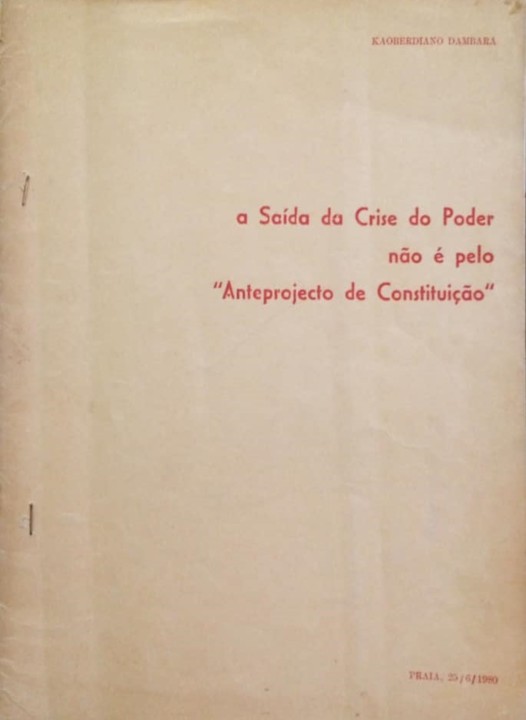 KAOBERDIANO DAMBARA
a Saída da Crise do Poder
não é pelo
"Anteprojecto de Constituição"
PRAIA, 25/6/1980